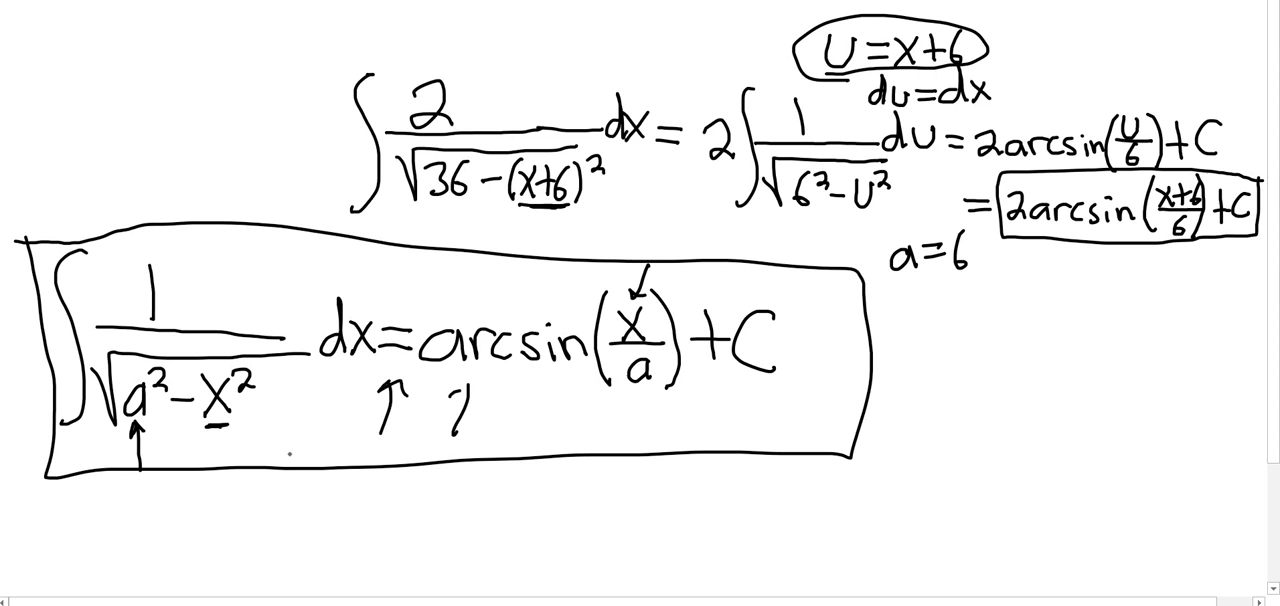 U=x+6
du=dx
∫ 2/√(36-(x+6)²) dx = 2∫ 1/√(6²-U²) du = 2arcsin(U/6)+C
= 2arcsin(x+6/6)+C
a=6
∫ 1/√(a²-x²) dx = arcsin(x/a)+C